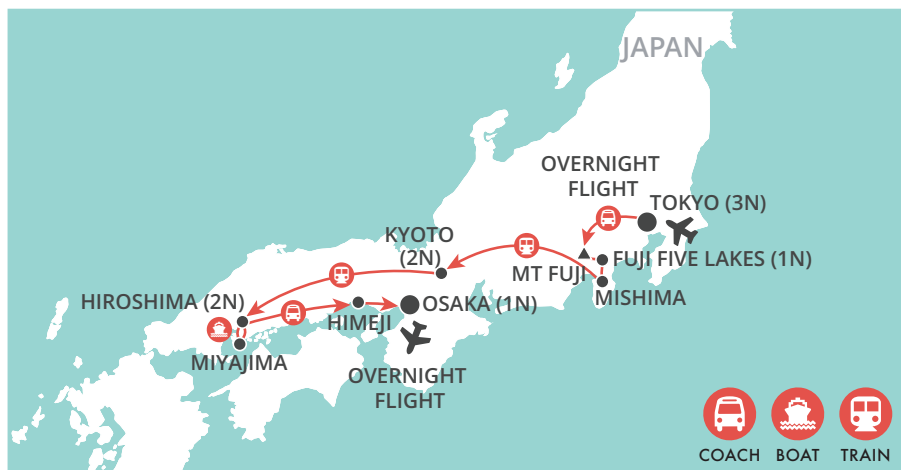 JAPAN
OVERNIGHT
FLIGHT
TOKYO (3N)
KYOTO
(2N)
FUJI FIVE LAKES (1N)
MT FUJI
MISHIMA
HIROSHIMA (2N)
OSAKA (1N)
HIMEJI
MIYAJIMA
OVERNIGHT
FLIGHT
COACH BOAT TRAIN